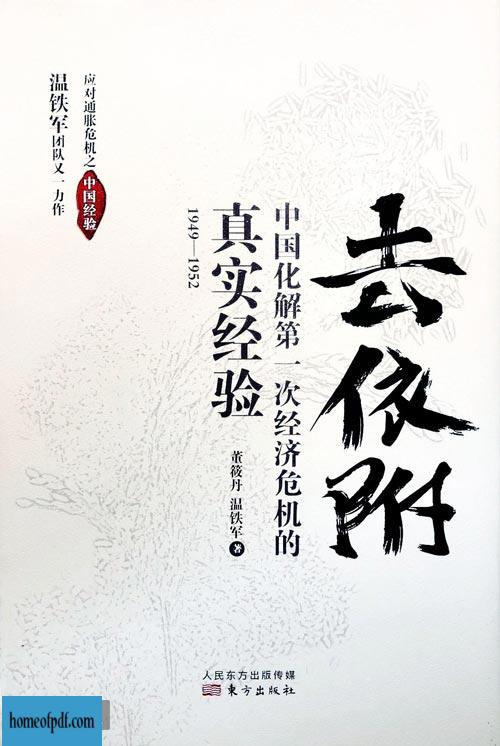 去依附
中国化解第一次经济危机的
真实经验
1949—1952
董筱丹 温铁军 著
应对通胀危机之中国经验
温铁军团队又一力作
人民东方出版传媒
东方出版社
homeofpdf.com